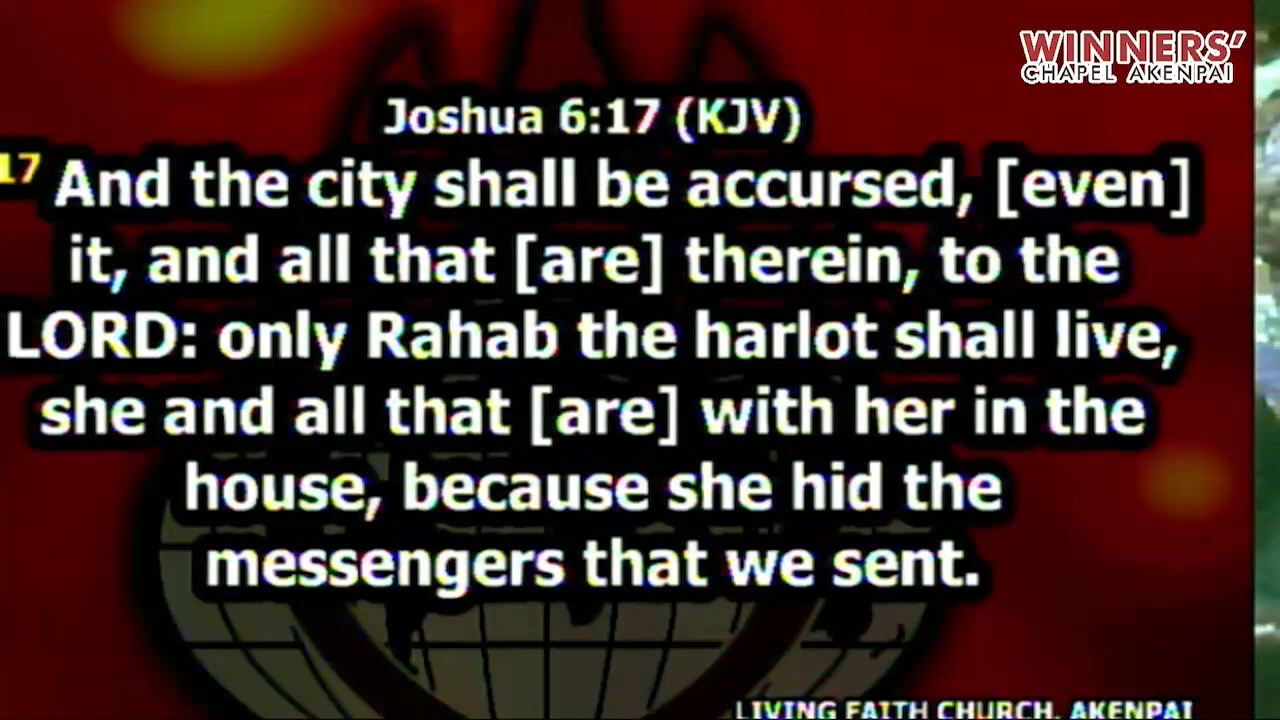 WINNERS'
CHAPEL AKENPAI
Joshua 6:17 (KJV)
17 And the city shall be accursed, [even]
it, and all that [are] therein, to the
LORD: only Rahab the harlot shall live,
she and all that [are] with her in the
house, because she hid the
messengers that we sent.
LIVING FAITH CHURCH, AKENPAI